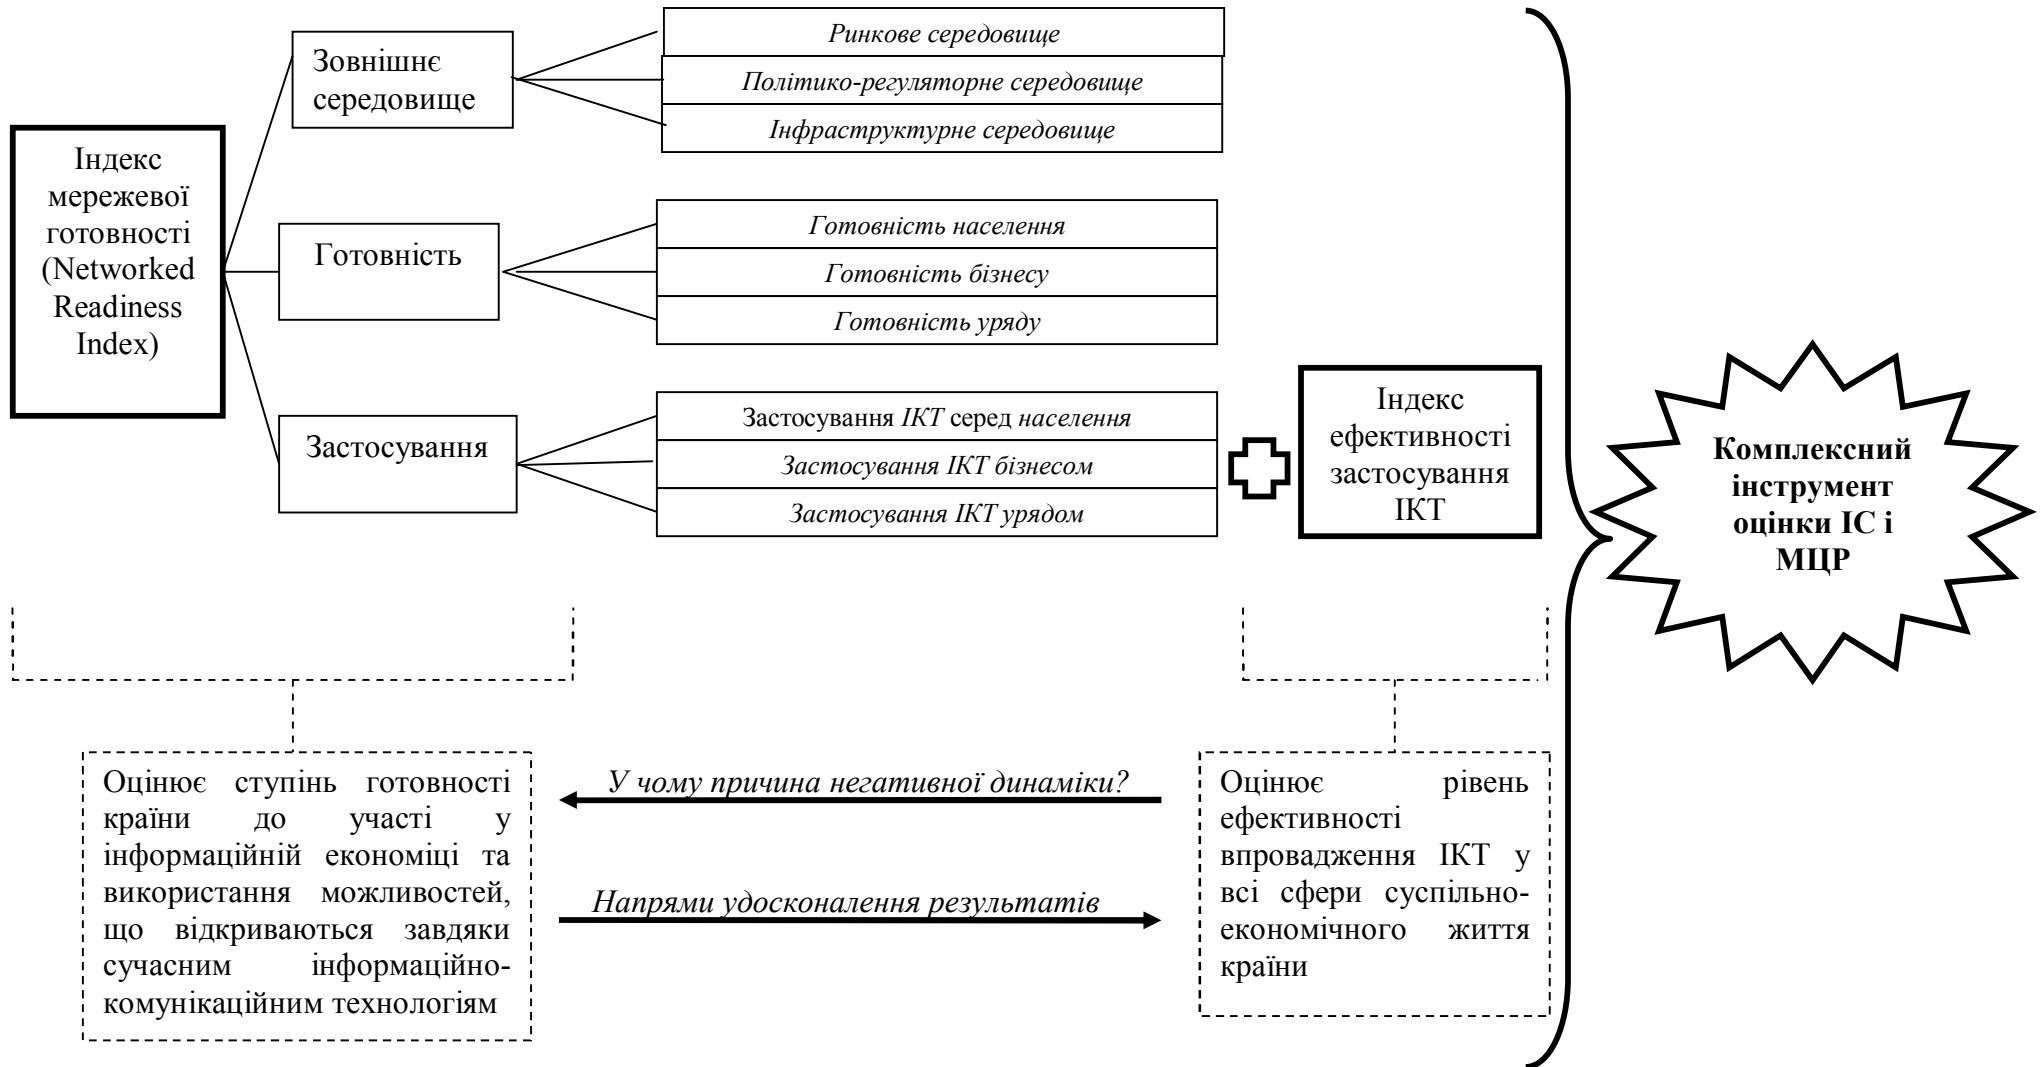 Індекс
мережевої
готовності
(Networked
Readiness
Index)
Зовнішнє
середовище
Ринкове середовище
Політико-регуляторне середовище
Інфраструктурне середовище
Готовність
Готовність населення
Готовність бізнесу
Готовність уряду
Застосування
Застосування ІКТ серед населення
Застосування ІКТ бізнесом
Застосування ІКТ урядом
Індекс
ефективності
застосування
ІКТ
Комплексний
інструмент
оцінки ІС і
МЦР
Оцінює ступінь готовності
країни до участі у
інформаційній економіці та
використання можливостей,
що відкриваються завдяки
сучасним інформаційно-
комунікаційним технологіям
У чому причина негативної динаміки?
Напрями удосконалення результатів
Оцінює рівень
ефективності
впровадження ІКТ у
всі сфери суспільно-
економічного життя
країни